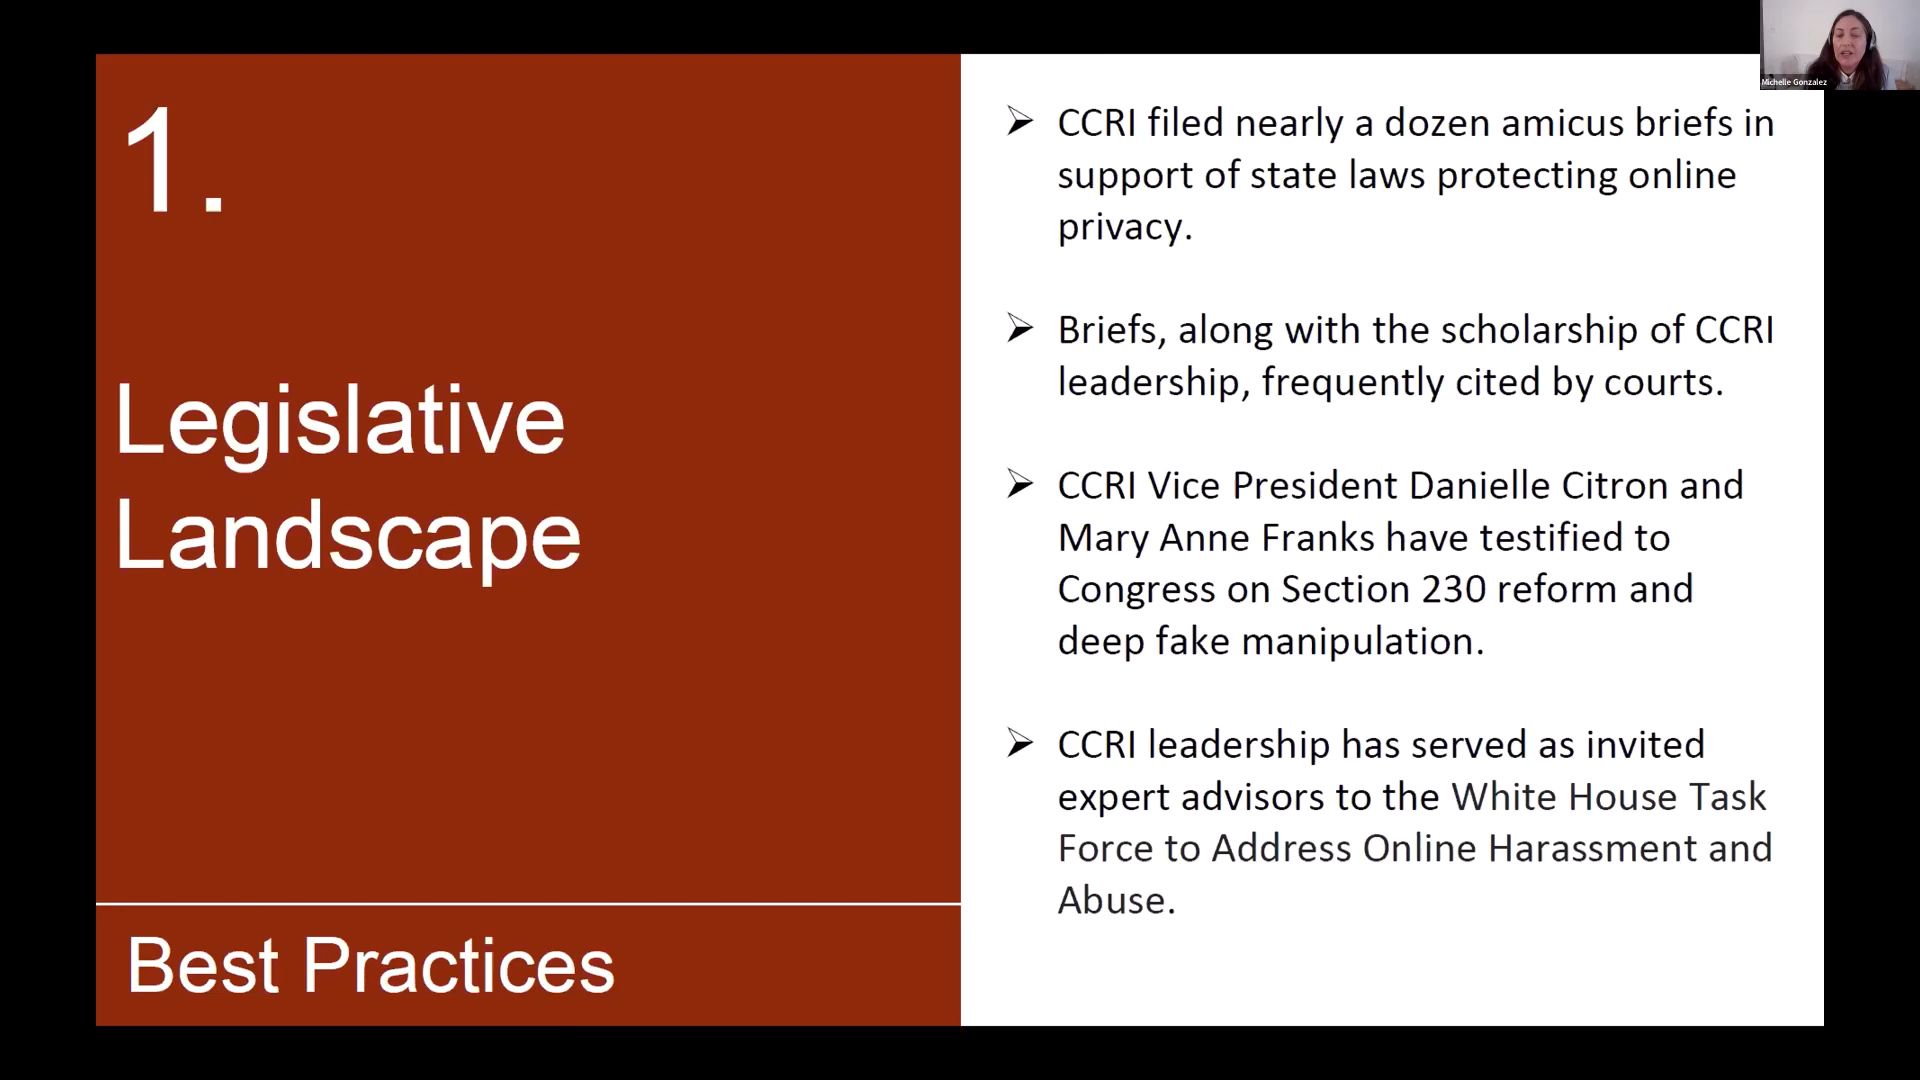 1.
Legislative
Landscape
Best Practices
CCRI filed nearly a dozen amicus briefs in
support of state laws protecting online
privacy.
Briefs, along with the scholarship of CCRI
leadership, frequently cited by courts.
CCRI Vice President Danielle Citron and
Mary Anne Franks have testified to
Congress on Section 230 reform and
deep fake manipulation.
CCRI leadership has served as invited
expert advisors to the White House Task
Force to Address Online Harassment and
Abuse.
Michelle Gonzalez